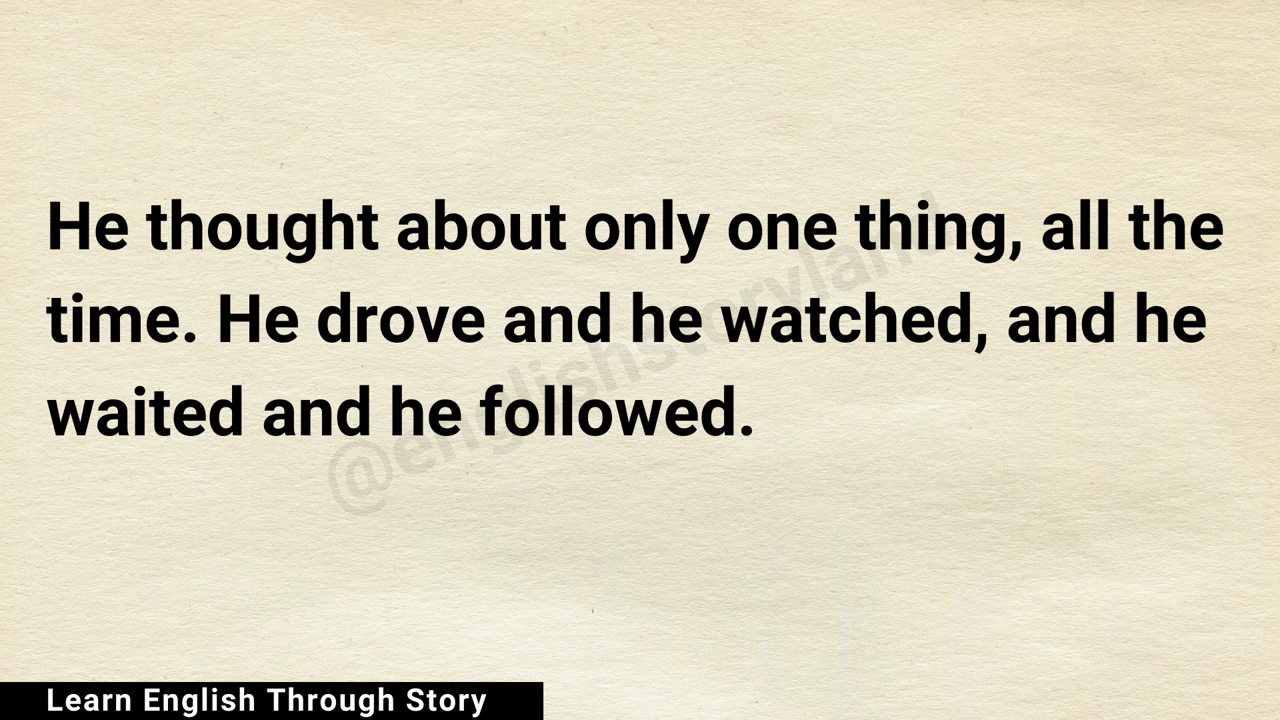 He thought about only one thing, all the
time. He drove and he watched, and he
waited and he followed.
@englishstoryland
Learn English Through Story